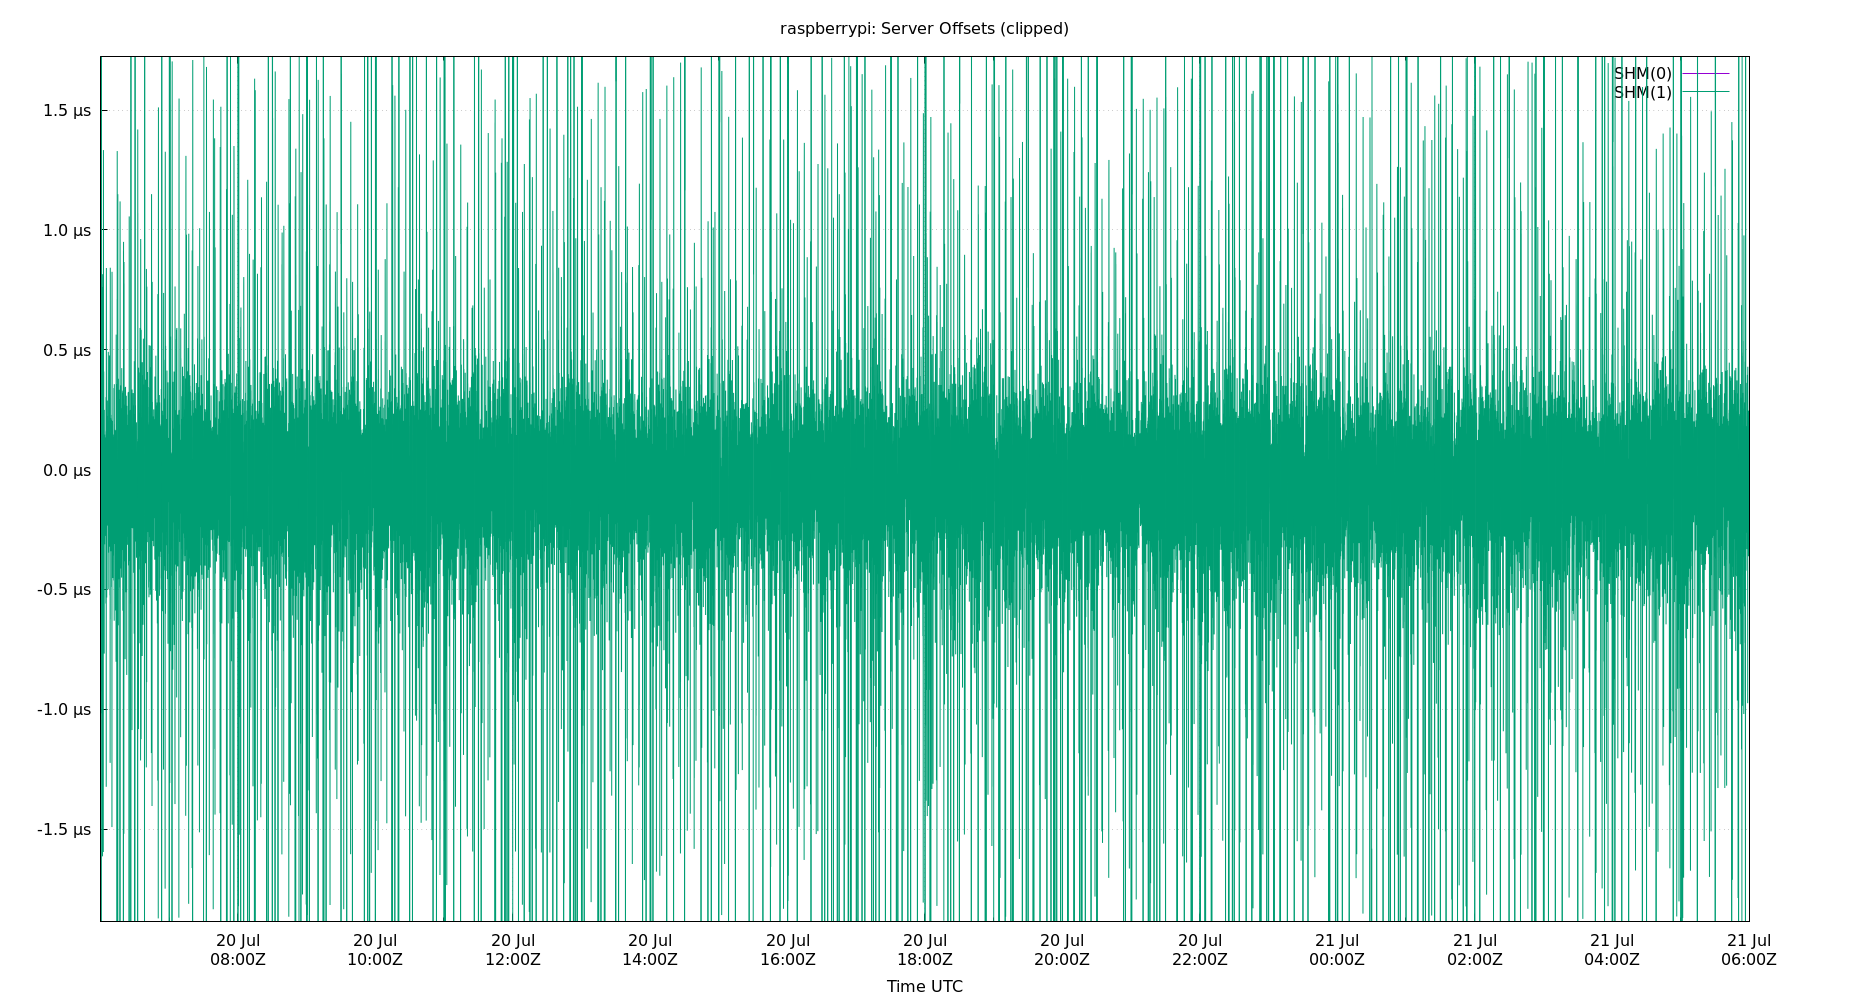 raspberrypi: Server Offsets (clipped)
SHM(0)
SHM(1)
1.5 µs
1.0 µs
0.5 µs
0.0 µs
-0.5 µs
-1.0 µs
-1.5 µs
20 Jul 20 Jul 20 Jul 20 Jul 20 Jul 20 Jul 20 Jul 20 Jul 21 Jul 21 Jul 21 Jul 21 Jul
08:00Z 10:00Z 12:00Z 14:00Z 16:00Z 18:00Z 20:00Z 22:00Z 00:00Z 02:00Z 04:00Z 06:00Z
Time UTC